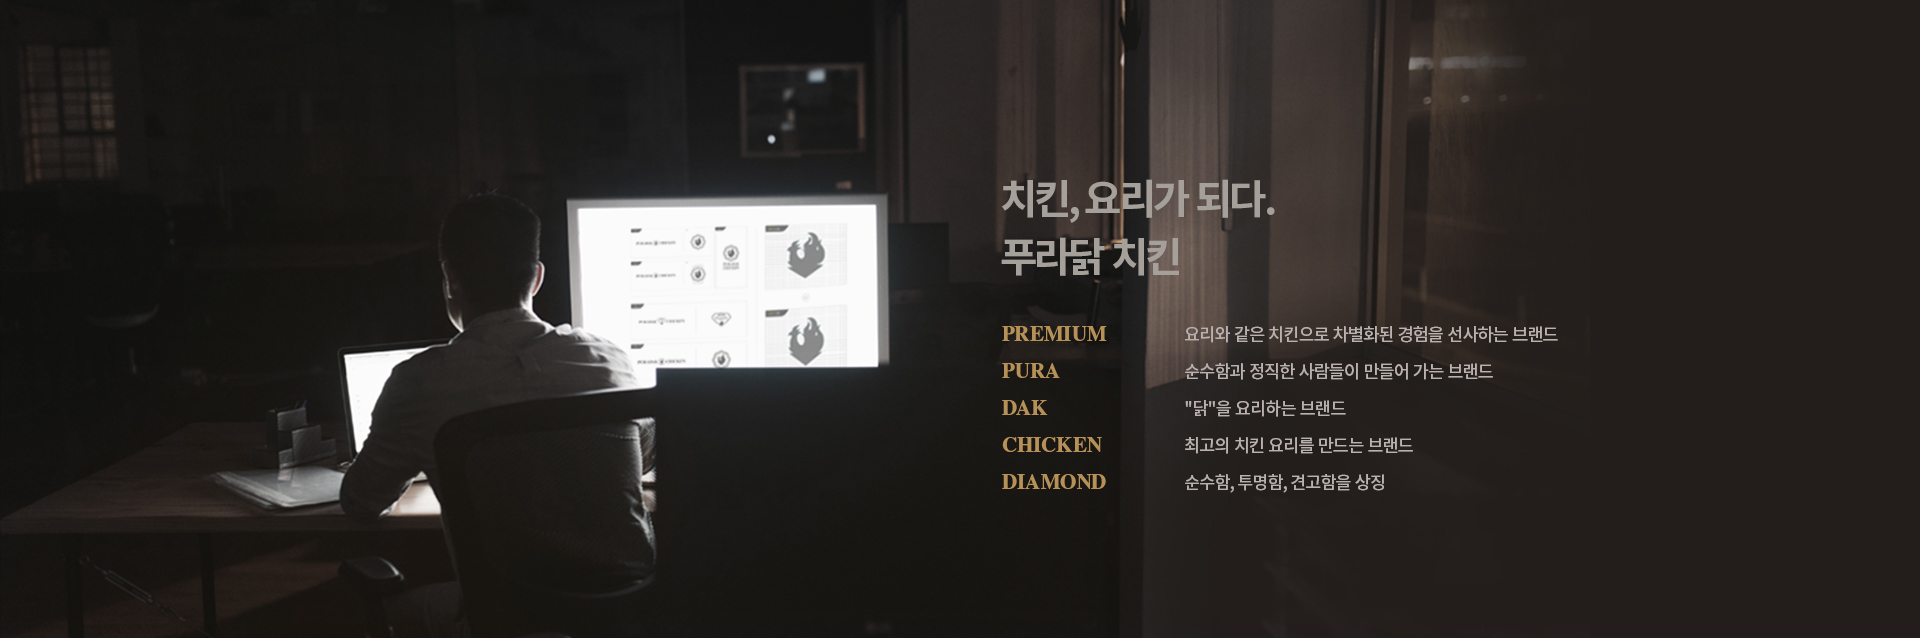 치킨, 요리가 되다.
푸라닭 치킨
PREMIUM 요리와 같은 치킨으로 차별화된 경험을 선사하는 브랜드
PURA 순수함과 정직한 사람들이 만들어 가는 브랜드
DAK "닭"을 요리하는 브랜드
CHICKEN 최고의 치킨 요리를 만드는 브랜드
DIAMOND 순수함, 투명함, 견고함을 상징